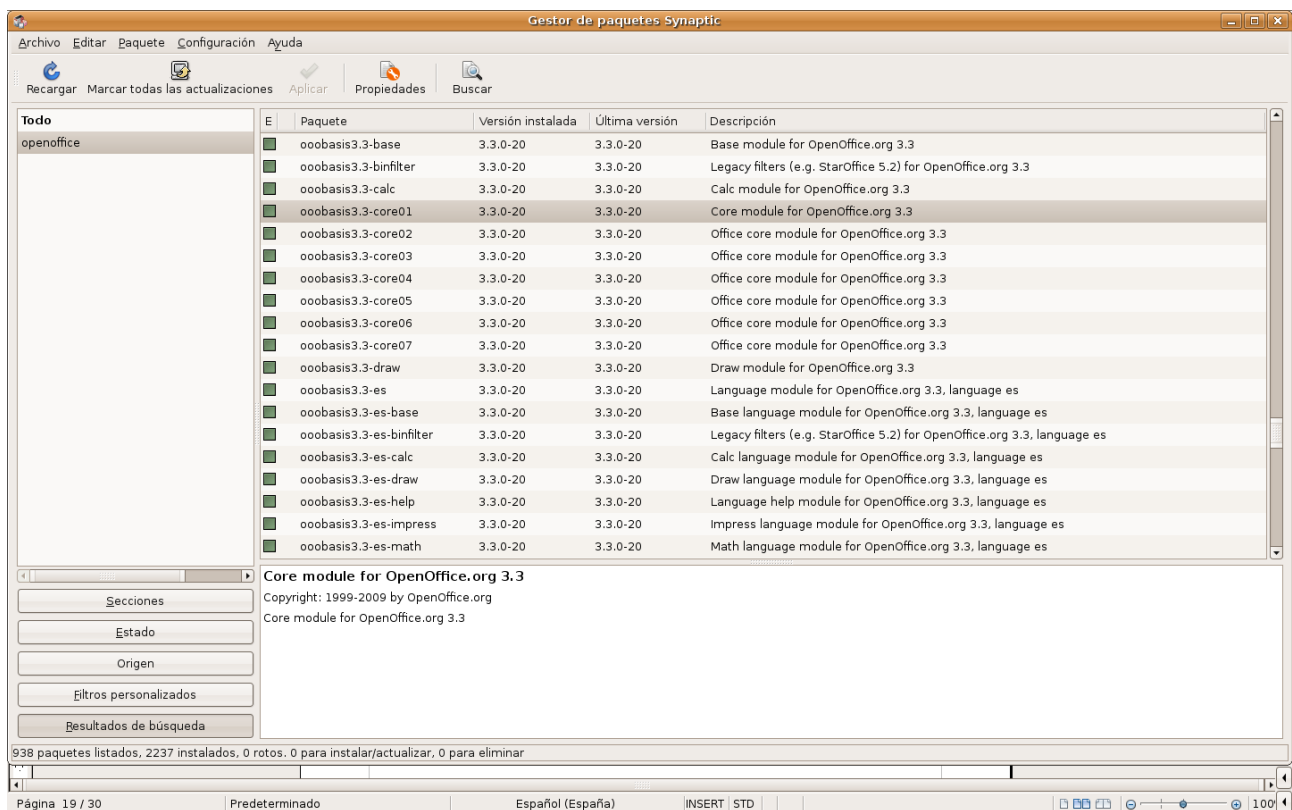 Gestor de paquetes Synaptic
Archivo Editar Paquete Configuración Ayuda
Recargar Marcar todas las actualizaciones Aplicar Propiedades Buscar
Todo
openoffice
E Paquete Versión instalada Última versión Descripción
ooobasis3.3-base 3.3.0-20 3.3.0-20 Base module for OpenOffice.org 3.3
ooobasis3.3-binfilter 3.3.0-20 3.3.0-20 Legacy filters (e.g. StarOffice 5.2) for OpenOffice.org 3.3
ooobasis3.3-calc 3.3.0-20 3.3.0-20 Calc module for OpenOffice.org 3.3
ooobasis3.3-core01 3.3.0-20 3.3.0-20 Core module for OpenOffice.org 3.3
ooobasis3.3-core02 3.3.0-20 3.3.0-20 Office core module for OpenOffice.org 3.3
ooobasis3.3-core03 3.3.0-20 3.3.0-20 Office core module for OpenOffice.org 3.3
ooobasis3.3-core04 3.3.0-20 3.3.0-20 Office core module for OpenOffice.org 3.3
ooobasis3.3-core05 3.3.0-20 3.3.0-20 Office core module for OpenOffice.org 3.3
ooobasis3.3-core06 3.3.0-20 3.3.0-20 Office core module for OpenOffice.org 3.3
ooobasis3.3-core07 3.3.0-20 3.3.0-20 Office core module for OpenOffice.org 3.3
ooobasis3.3-draw 3.3.0-20 3.3.0-20 Draw module for OpenOffice.org 3.3
ooobasis3.3-es 3.3.0-20 3.3.0-20 Language module for OpenOffice.org 3.3, language es
ooobasis3.3-es-base 3.3.0-20 3.3.0-20 Base language module for OpenOffice.org 3.3, language es
ooobasis3.3-es-binfilter 3.3.0-20 3.3.0-20 Legacy filters (e.g. StarOffice 5.2) for OpenOffice.org 3.3, language es
ooobasis3.3-es-calc 3.3.0-20 3.3.0-20 Calc language module for OpenOffice.org 3.3, language es
ooobasis3.3-es-draw 3.3.0-20 3.3.0-20 Draw language module for OpenOffice.org 3.3, language es
ooobasis3.3-es-help 3.3.0-20 3.3.0-20 Language help module for OpenOffice.org 3.3, language es
ooobasis3.3-es-impress 3.3.0-20 3.3.0-20 Impress language module for OpenOffice.org 3.3, language es
ooobasis3.3-es-math 3.3.0-20 3.3.0-20 Math language module for OpenOffice.org 3.3, language es
Core module for OpenOffice.org 3.3
Copyright: 1999-2009 by OpenOffice.org
Core module for OpenOffice.org 3.3
Secciones
Estado
Origen
Filtros personalizados
Resultados de búsqueda
938 paquetes listados, 2237 instalados, 0 rotos. 0 para instalar/actualizar, 0 para eliminar
Página 19 / 30 Predeterminado Español (España) INSERT STD 100